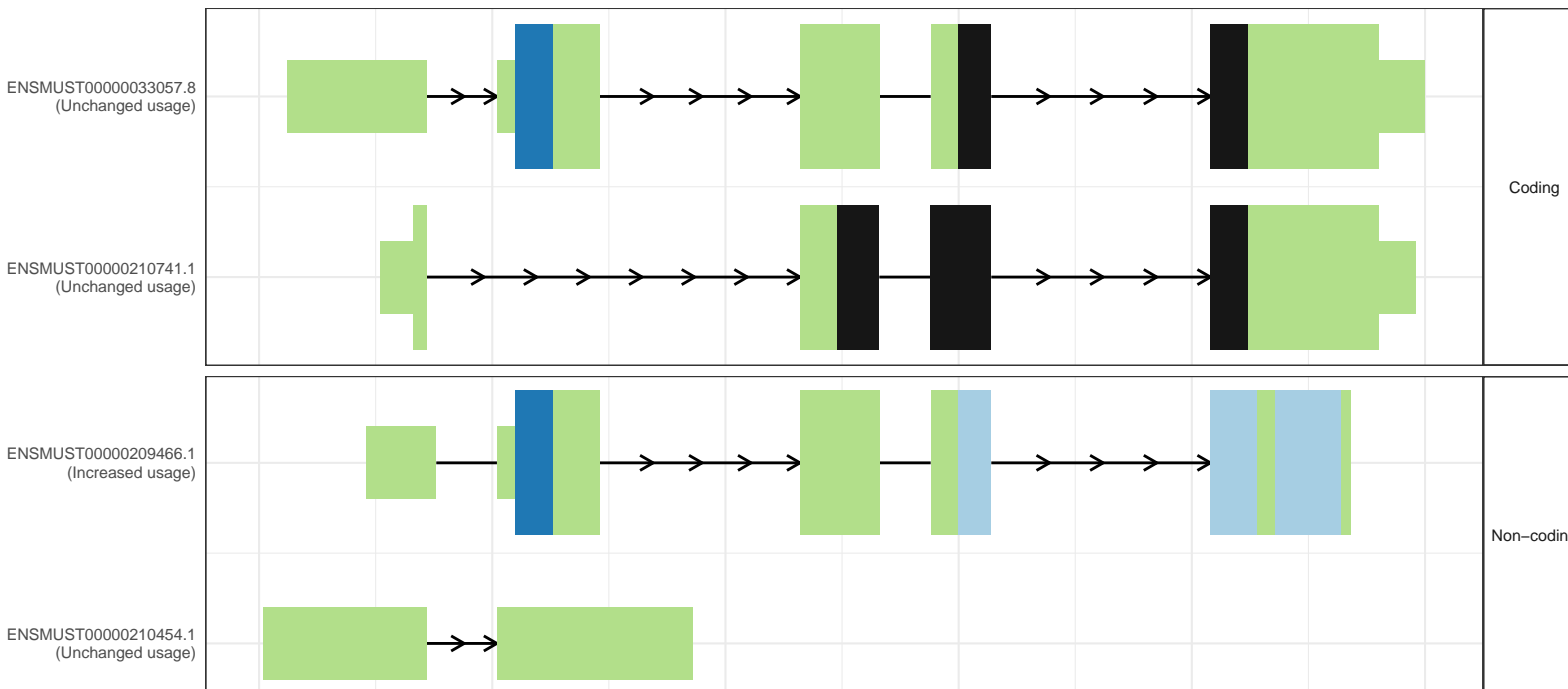 ENSMUST00000033057.8
(Unchanged usage)
Coding
ENSMUST00000210741.1
(Unchanged usage)
ENSMUST00000209466.1
(Increased usage)
Non−codin
ENSMUST00000210454.1
(Unchanged usage)